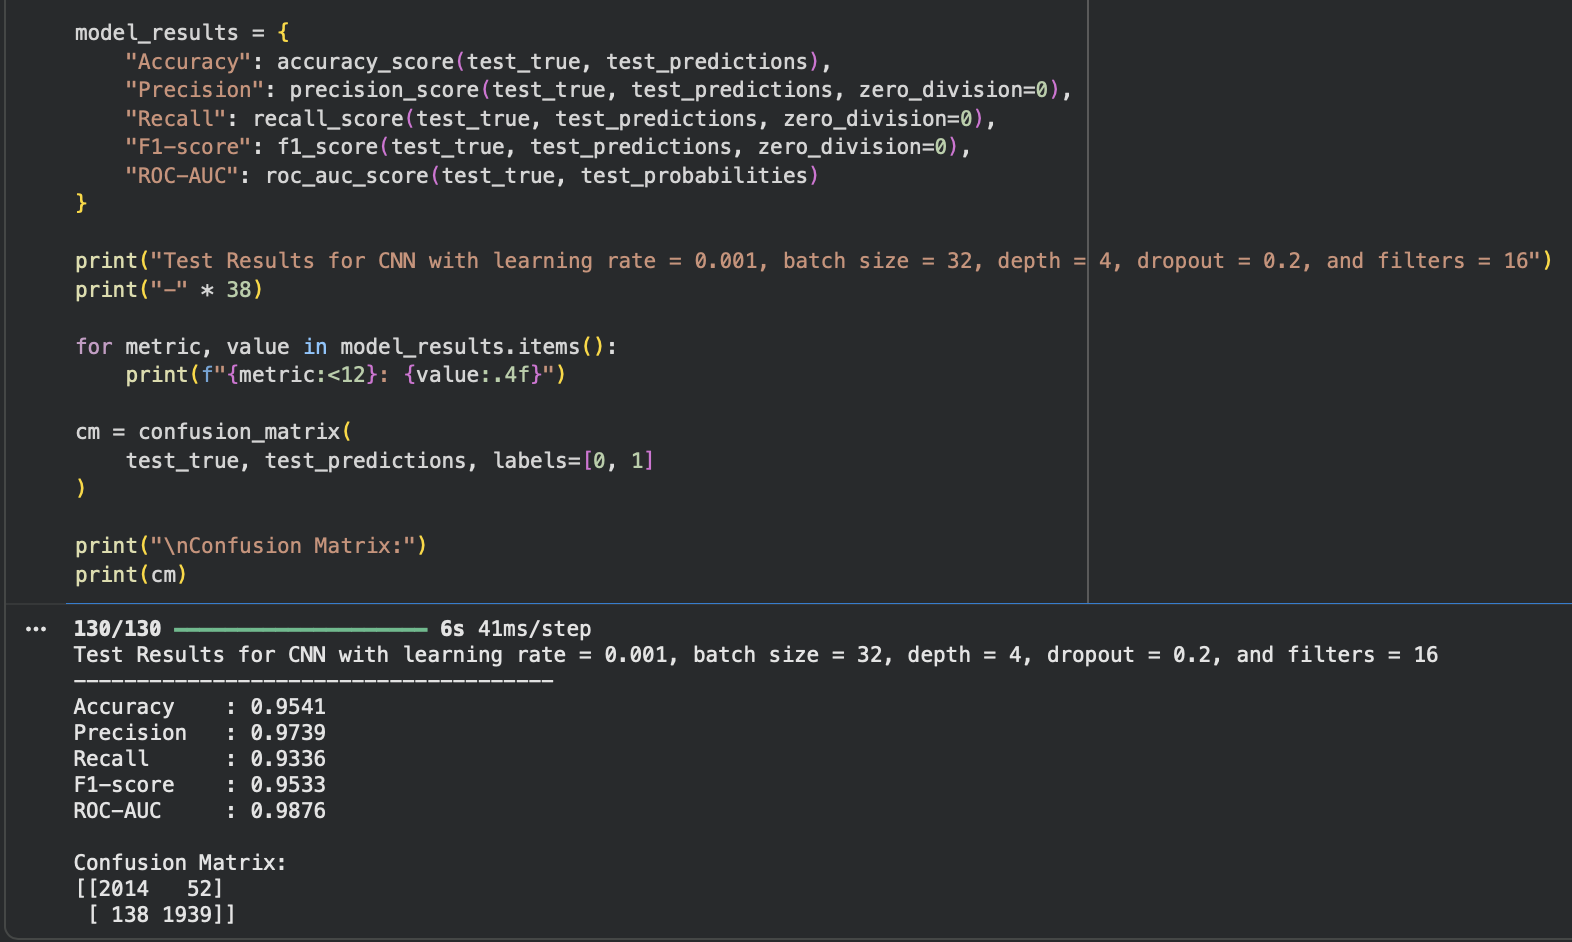 model_results = {
    "Accuracy": accuracy_score(test_true, test_predictions),
    "Precision": precision_score(test_true, test_predictions, zero_division=0),
    "Recall": recall_score(test_true, test_predictions, zero_division=0),
    "F1-score": f1_score(test_true, test_predictions, zero_division=0),
    "ROC-AUC": roc_auc_score(test_true, test_probabilities)
}
print("Test Results for CNN with learning rate = 0.001, batch size = 32, depth = 4, dropout = 0.2, and filters = 16")
print("-" * 38)
for metric, value in model_results.items():
    print(f"{metric:<12}: {value:.4f}")
cm = confusion_matrix(
    test_true, test_predictions, labels=[0, 1]
)
print("\nConfusion Matrix:")
print(cm)
130/130 ━━━━━━━━━━━━━━━━━━━━ 6s 41ms/step
Test Results for CNN with learning rate = 0.001, batch size = 32, depth = 4, dropout = 0.2, and filters = 16
--------------------------------------
Accuracy    : 0.9541
Precision   : 0.9739
Recall      : 0.9336
F1-score    : 0.9533
ROC-AUC     : 0.9876
Confusion Matrix:
[[2014   52]
 [ 138 1939]]